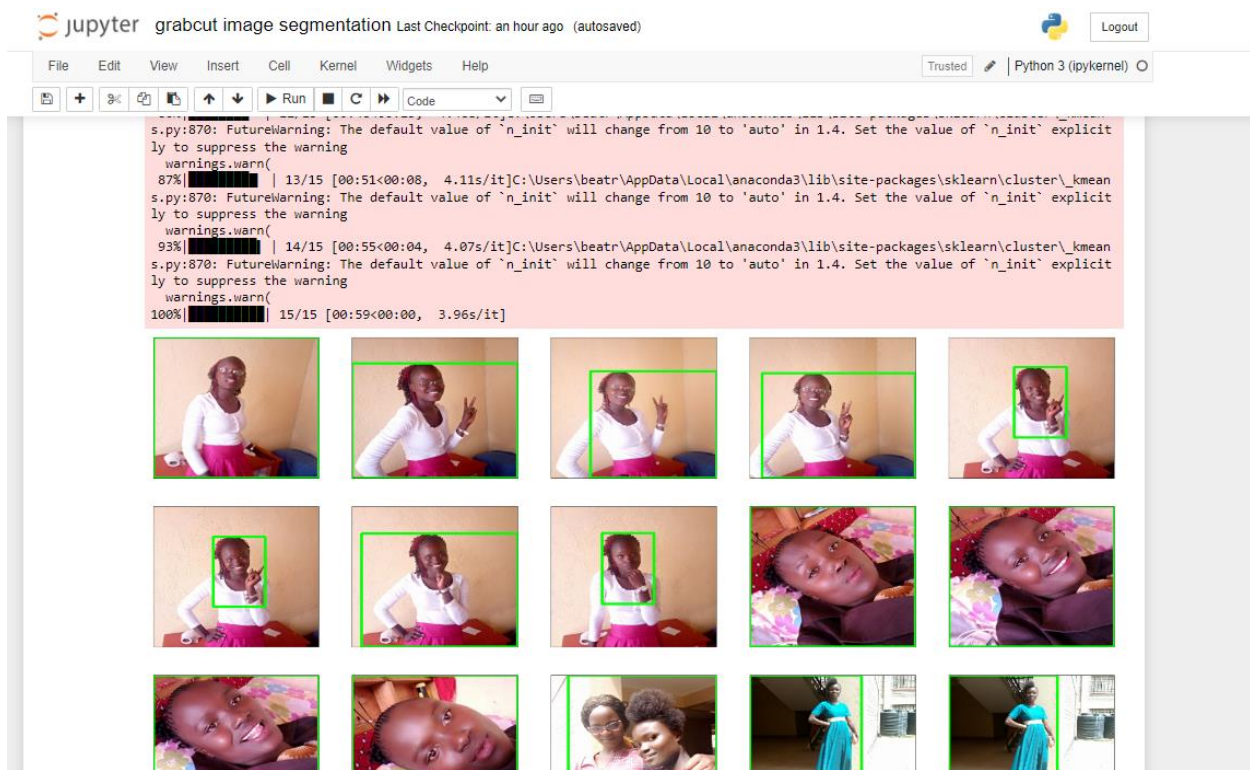 jupyter grabcut image segmentation Last Checkpoint: an hour ago (autosaved)
Logout
File Edit View Insert Cell Kernel Widgets Help
Trusted Python 3 (ipykernel)
Run Code
s.py:870: FutureWarning: The default value of `n_init` will change from 10 to 'auto' in 1.4. Set the value of `n_init` explicit
ly to suppress the warning
warnings.warn(
87%| | 13/15 [00:51<00:08, 4.11s/it]C:\Users\beatr\AppData\Local\anaconda3\lib\site-packages\sklearn\cluster\_kmean
s.py:870: FutureWarning: The default value of `n_init` will change from 10 to 'auto' in 1.4. Set the value of `n_init` explicit
ly to suppress the warning
warnings.warn(
93%| | 14/15 [00:55<00:04, 4.07s/it]C:\Users\beatr\AppData\Local\anaconda3\lib\site-packages\sklearn\cluster\_kmean
s.py:870: FutureWarning: The default value of `n_init` will change from 10 to 'auto' in 1.4. Set the value of `n_init` explicit
ly to suppress the warning
warnings.warn(
100%| | 15/15 [00:59<00:00, 3.96s/it]